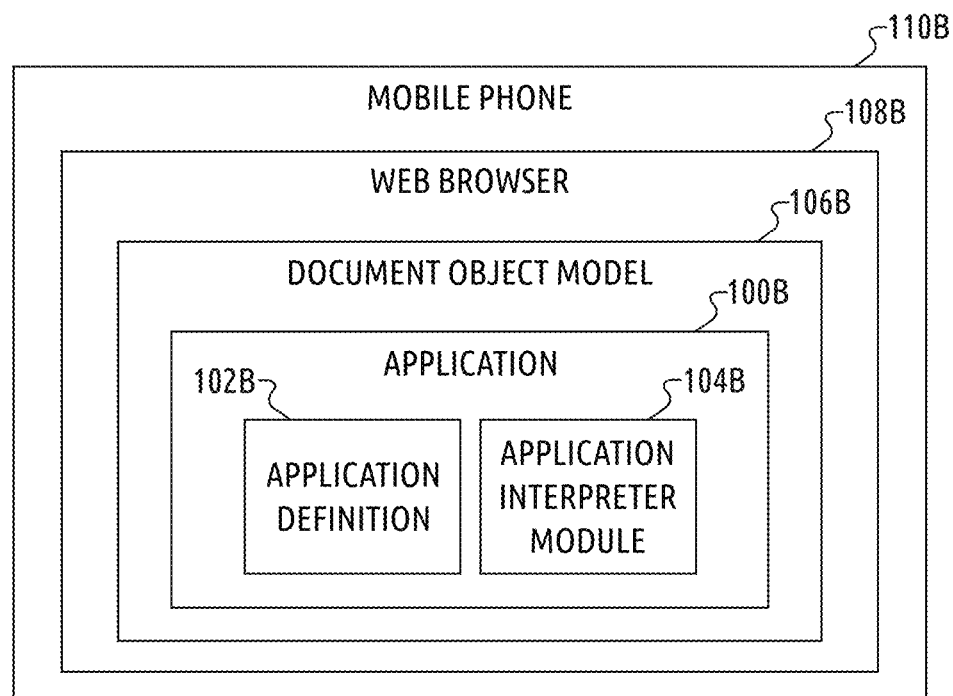 110B
MOBILE PHONE
108B
WEB BROWSER
106B
DOCUMENT OBJECT MODEL
100B
APPLICATION
102B
104B
APPLICATION
DEFINITION
APPLICATION
INTERPRETER
MODULE